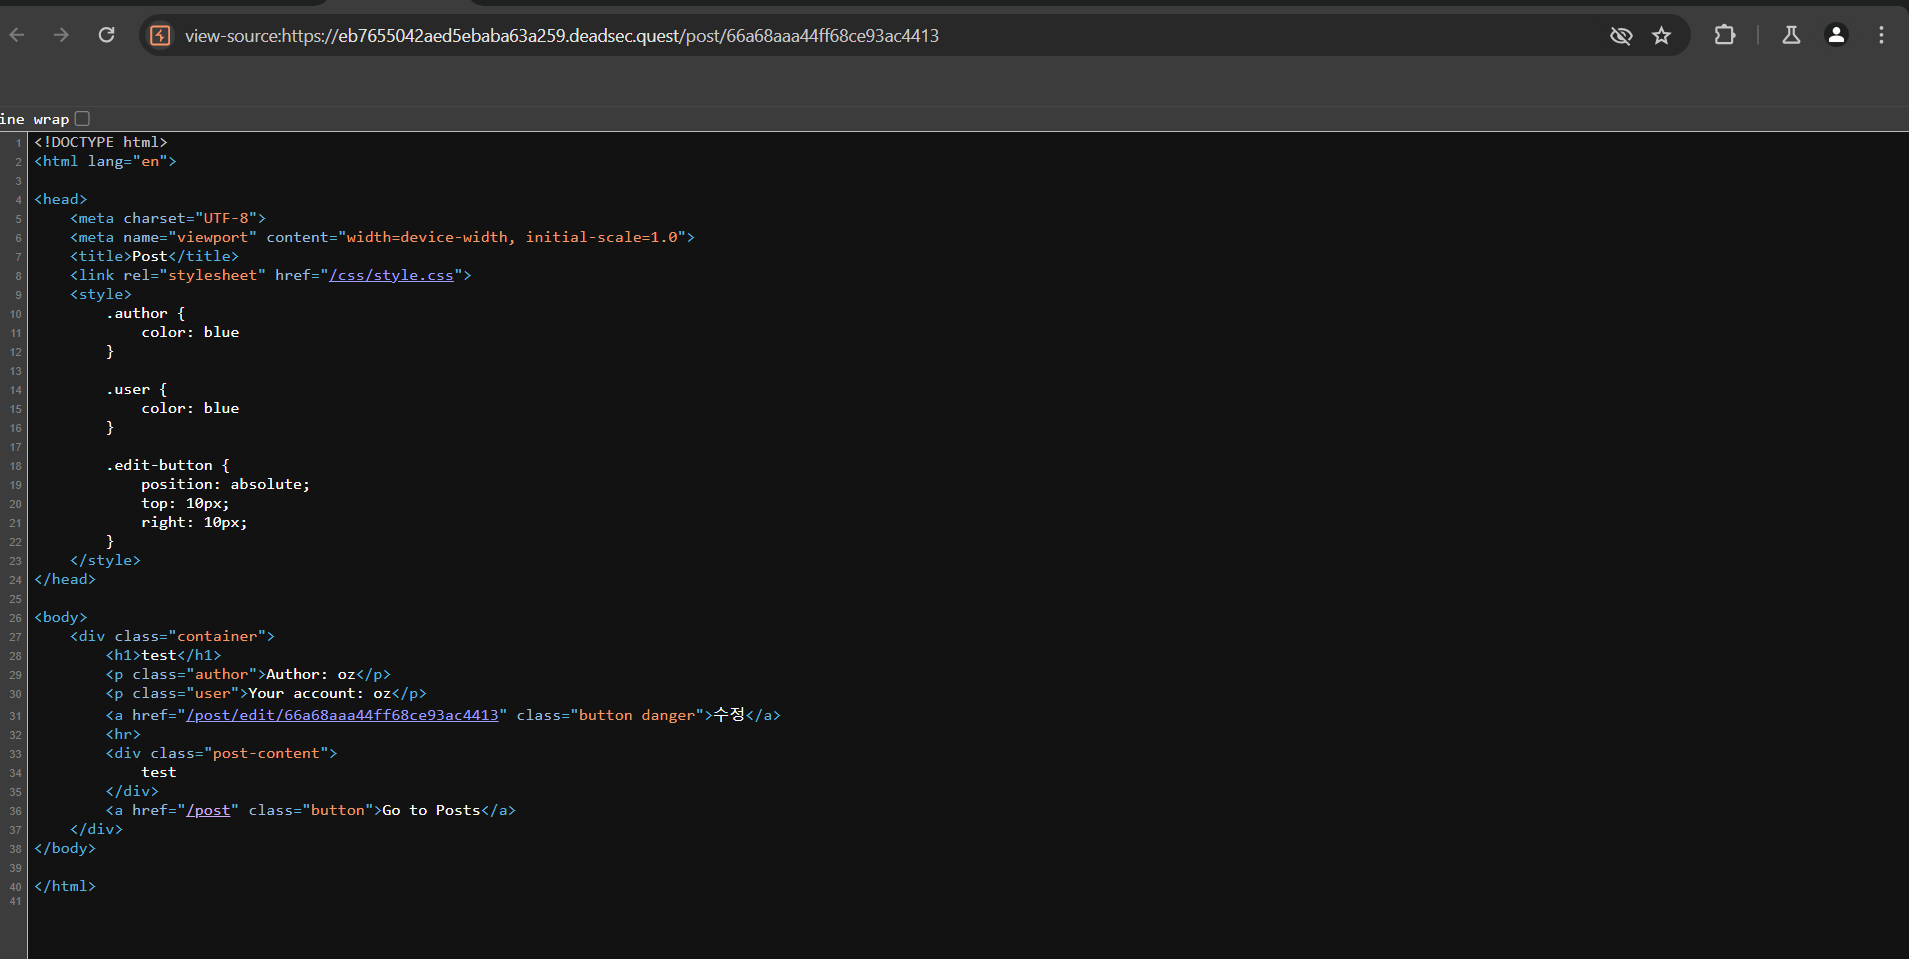 view-source:https://eb7655042aed5ebaba63a259.deadsec.quest/post/66a68aaa44ff68ce93ac4413
ine wrap
1 <!DOCTYPE html>
2 <html lang="en">
3
4 <head>
5 <meta charset="UTF-8">
6 <meta name="viewport" content="width=device-width, initial-scale=1.0">
7 <title>Post</title>
8 <link rel="stylesheet" href="/css/style.css">
9 <style>
10 .author {
11 color: blue
12 }
13
14 .user {
15 color: blue
16 }
17
18 .edit-button {
19 position: absolute;
20 top: 10px;
21 right: 10px;
22 }
23 </style>
24 </head>
25
26 <body>
27 <div class="container">
28 <h1>test</h1>
29 <p class="author">Author: oz</p>
30 <p class="user">Your account: oz</p>
31 <a href="/post/edit/66a68aaa44ff68ce93ac4413" class="button danger">수정</a>
32 <hr>
33 <div class="post-content">
34 test
35 </div>
36 <a href="/post" class="button">Go to Posts</a>
37 </div>
38 </body>
39
40 </html>
41